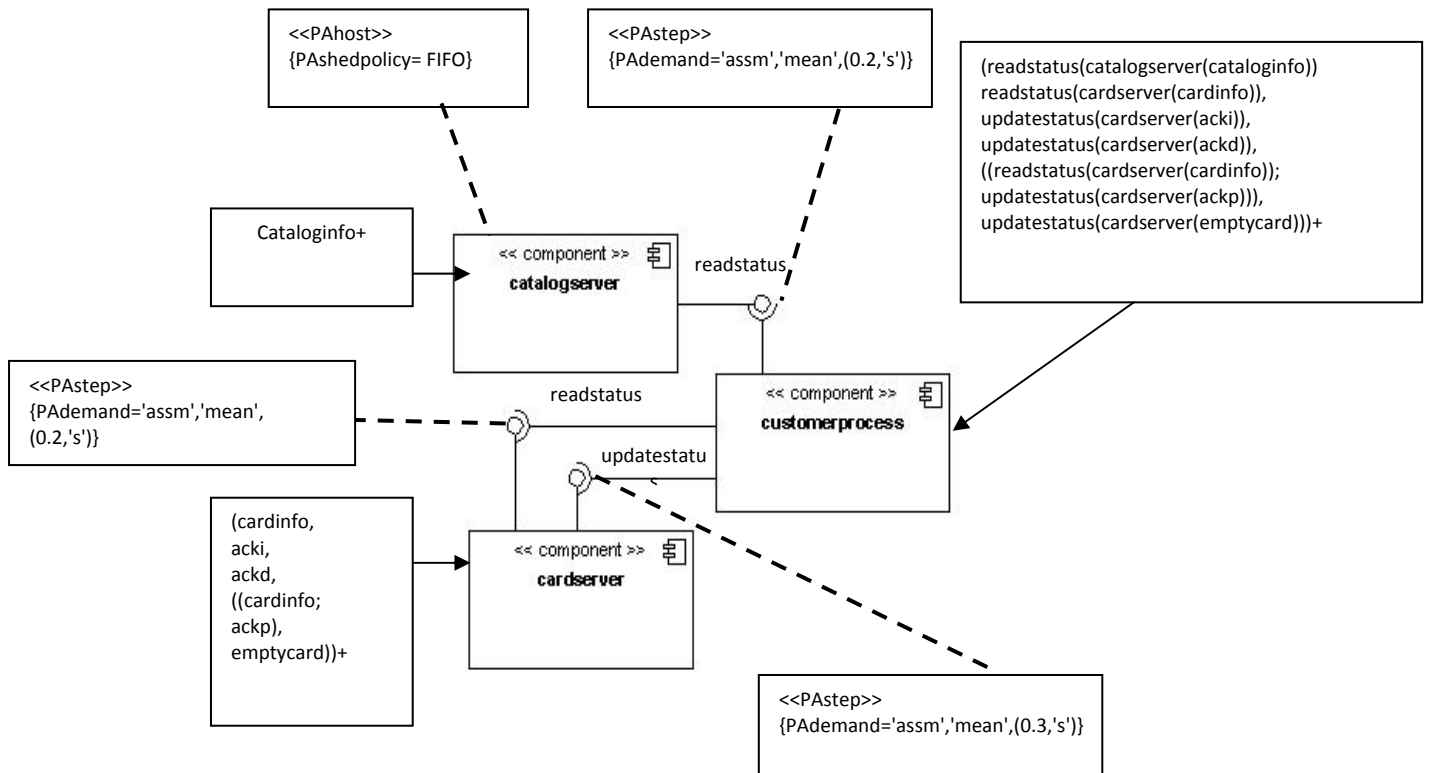 <<PAhost>>
{PAshedpolicy= FIFO}
<<PAstep>>
{PAdemand='assm','mean',(0.2,'s')}
(readstatus(catalogserver(cataloginfo))
readstatus(cardserver(cardinfo)),
updatestatus(cardserver(acki)),
updatestatus(cardserver(ackd)),
((readstatus(cardserver(cardinfo));
updatestatus(cardserver(ackp))),
updatestatus(cardserver(emptycard)))+
Cataloginfo+
<< component >>
catalogserver
readstatus
<<PAstep>>
{PAdemand='assm','mean',
(0.2,'s')}
readstatus
<< component >>
customerprocess
updatestatu
(cardinfo,
acki,
ackd,
((cardinfo;
ackp),
emptycard))+
<< component >>
cardserver
<<PAstep>>
{PAdemand='assm','mean',(0.3,'s')}